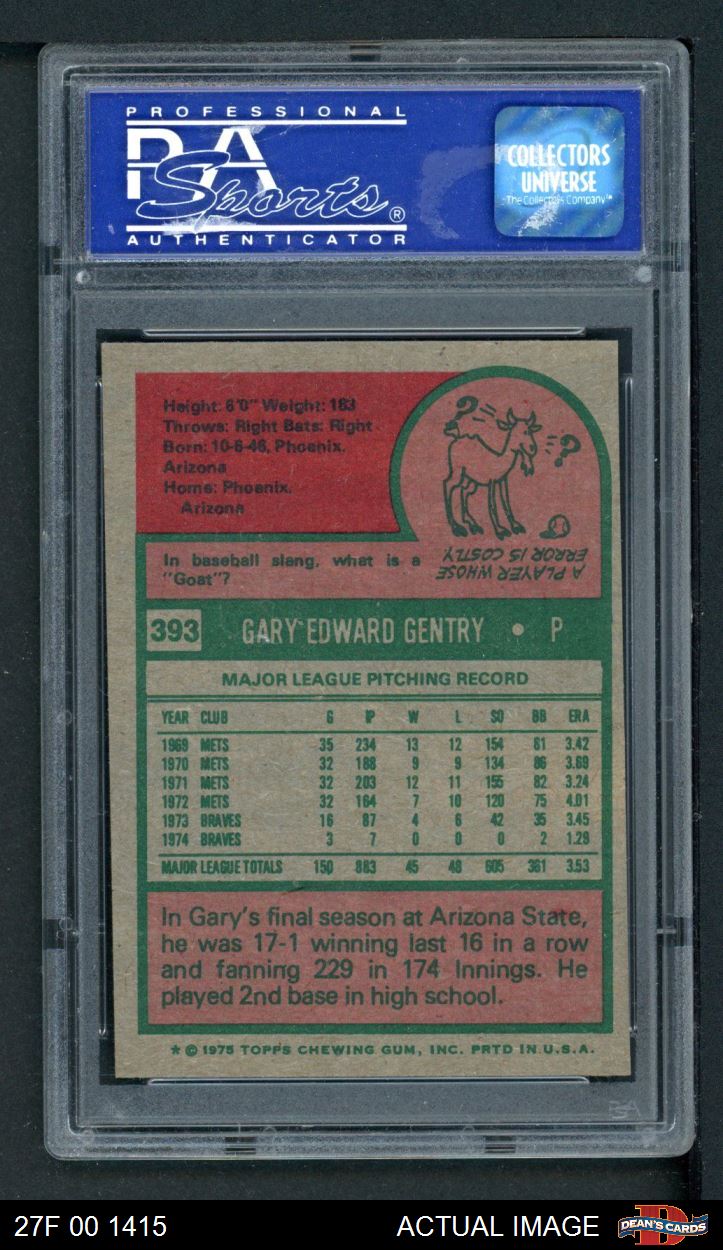 PROFESSIONAL
PSA
Sports®
AUTHENTICATOR
COLLECTORS
UNIVERSE
The Collectors Company™
Height: 6'0" Weight: 183
Throws: Right Bats: Right
Born: 10-6-46, Phoenix,
Arizona
Home: Phoenix,
Arizona
In baseball slang, what is a
"Goat"?
A PLAYER WHOSE
ERROR IS COSTLY
393 GARY EDWARD GENTRY • P
MAJOR LEAGUE PITCHING RECORD
YEAR CLUB G IP W L SO BB ERA
1969 METS 35 234 13 12 154 81 3.42
1970 METS 32 188 9 9 134 86 3.69
1971 METS 32 203 12 11 155 82 3.24
1972 METS 32 164 7 10 120 75 4.01
1973 BRAVES 16 87 4 6 42 35 3.45
1974 BRAVES 3 7 0 0 0 2 1.29
MAJOR LEAGUE TOTALS 150 883 45 48 605 361 3.53
In Gary's final season at Arizona State,
he was 17-1 winning last 16 in a row
and fanning 229 in 174 Innings. He
played 2nd base in high school.
* © 1975 TOPPS CHEWING GUM, INC. PRTD IN U.S.A.
27F 00 1415 ACTUAL IMAGE
DEAN'S CARDS